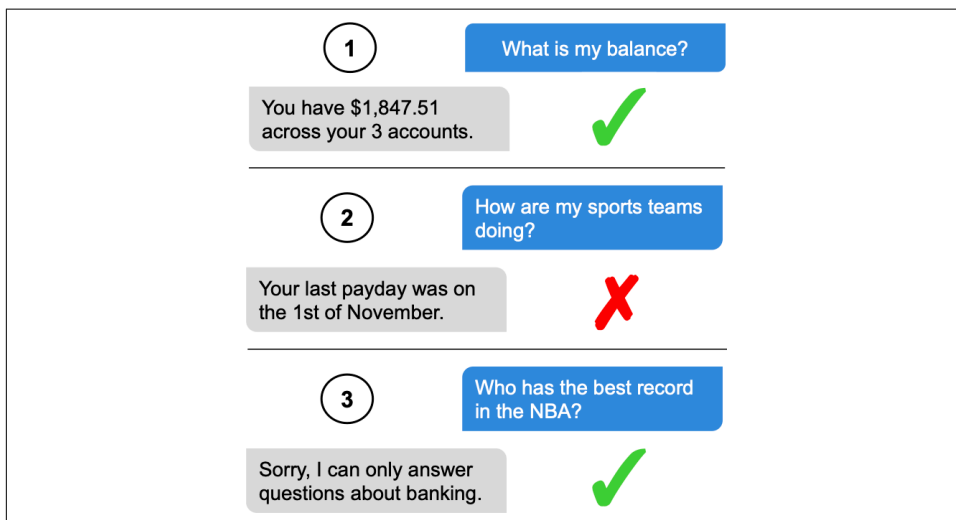 1
What is my balance?
You have $1,847.51
across your 3 accounts.
2
How are my sports teams
doing?
Your last payday was on
the 1st of November.
3
Who has the best record
in the NBA?
Sorry, I can only answer
questions about banking.